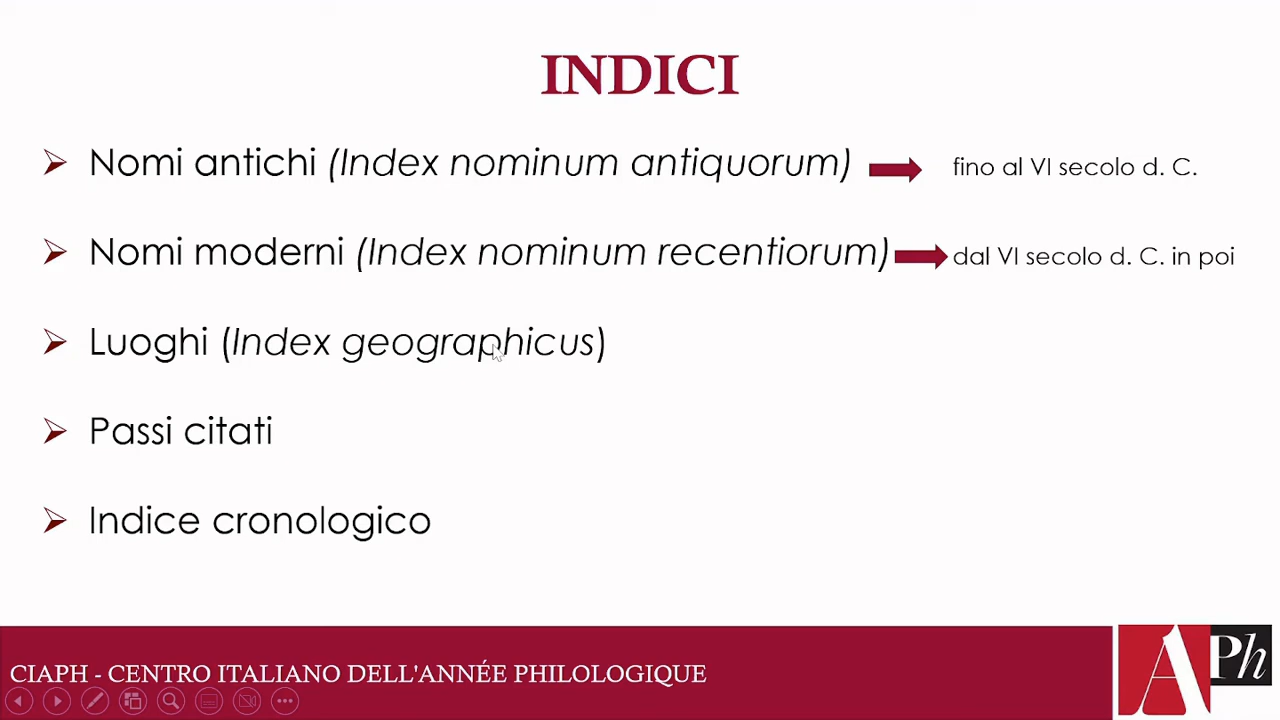 INDICI
Nomi antichi (Index nominum antiquorum) fino al VI secolo d. C.
Nomi moderni (Index nominum recentiorum) dal VI secolo d. C. in poi
Luoghi (Index geographicus)
Passi citati
Indice cronologico
CIAPH - CENTRO ITALIANO DELL'ANNÉE PHILOLOGIQUE
APh